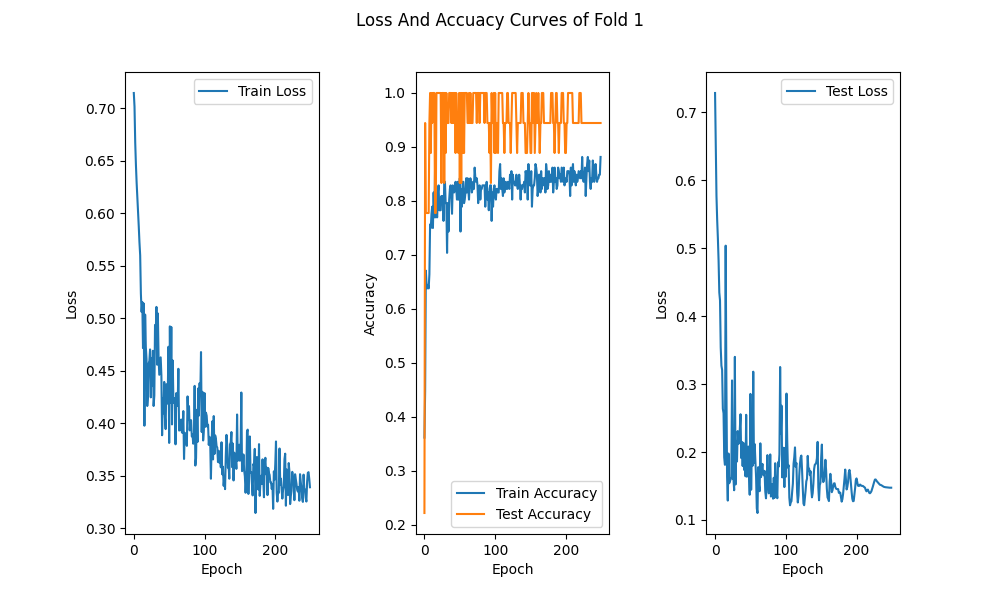 Loss And Accuacy Curves of Fold 1
Train Loss
0.70
0.65
0.60
0.55
0.50
0.45
0.40
0.35
0.30
Loss
0 100 200
Epoch
1.0
0.9
0.8
0.7
0.6
0.5
0.4
0.3
0.2
Accuracy
Train Accuracy
Test Accuracy
0 100 200
Epoch
Test Loss
0.7
0.6
0.5
0.4
0.3
0.2
0.1
Loss
0 100 200
Epoch